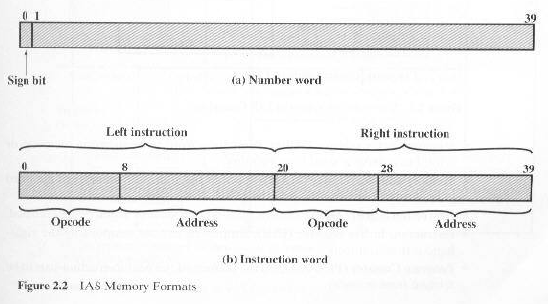 0 1 39
Sign bit
(a) Number word
Left instruction Right instruction
0 8 20 28 39
Opcode Address Opcode Address
(b) Instruction word
Figure 2.2 IAS Memory Formats